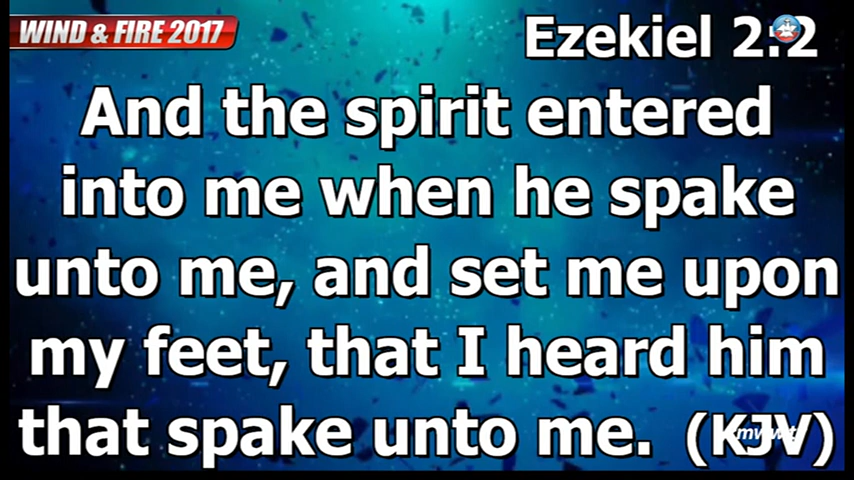 WIND & FIRE 2017
Ezekiel 2:2
And the spirit entered
into me when he spake
unto me, and set me upon
my feet, that I heard him
that spake unto me. (KJV)